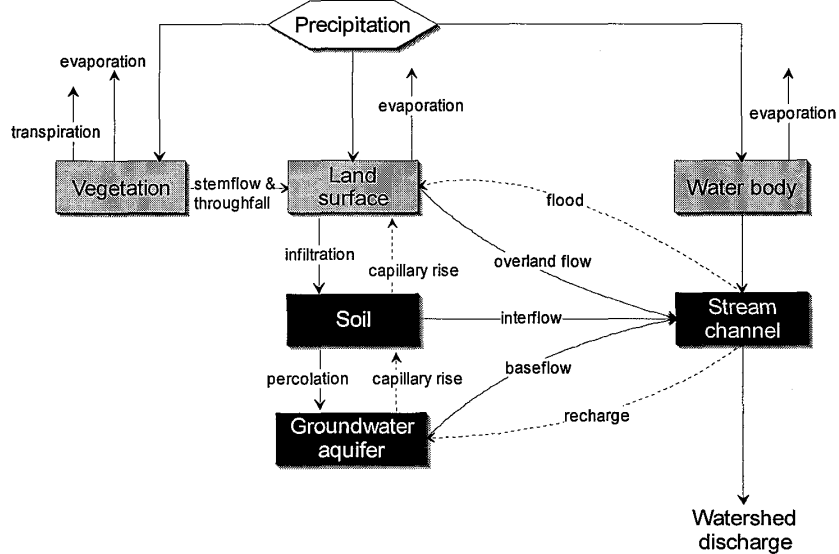 Precipitation
evaporation
transpiration
evaporation
evaporation
Vegetation
stemflow &
throughfall
Land
surface
Water body
flood
infiltration
capillary rise
overland flow
Soil
interflow
Stream
channel
percolation
capillary rise
baseflow
recharge
Groundwater
aquifer
Watershed
discharge